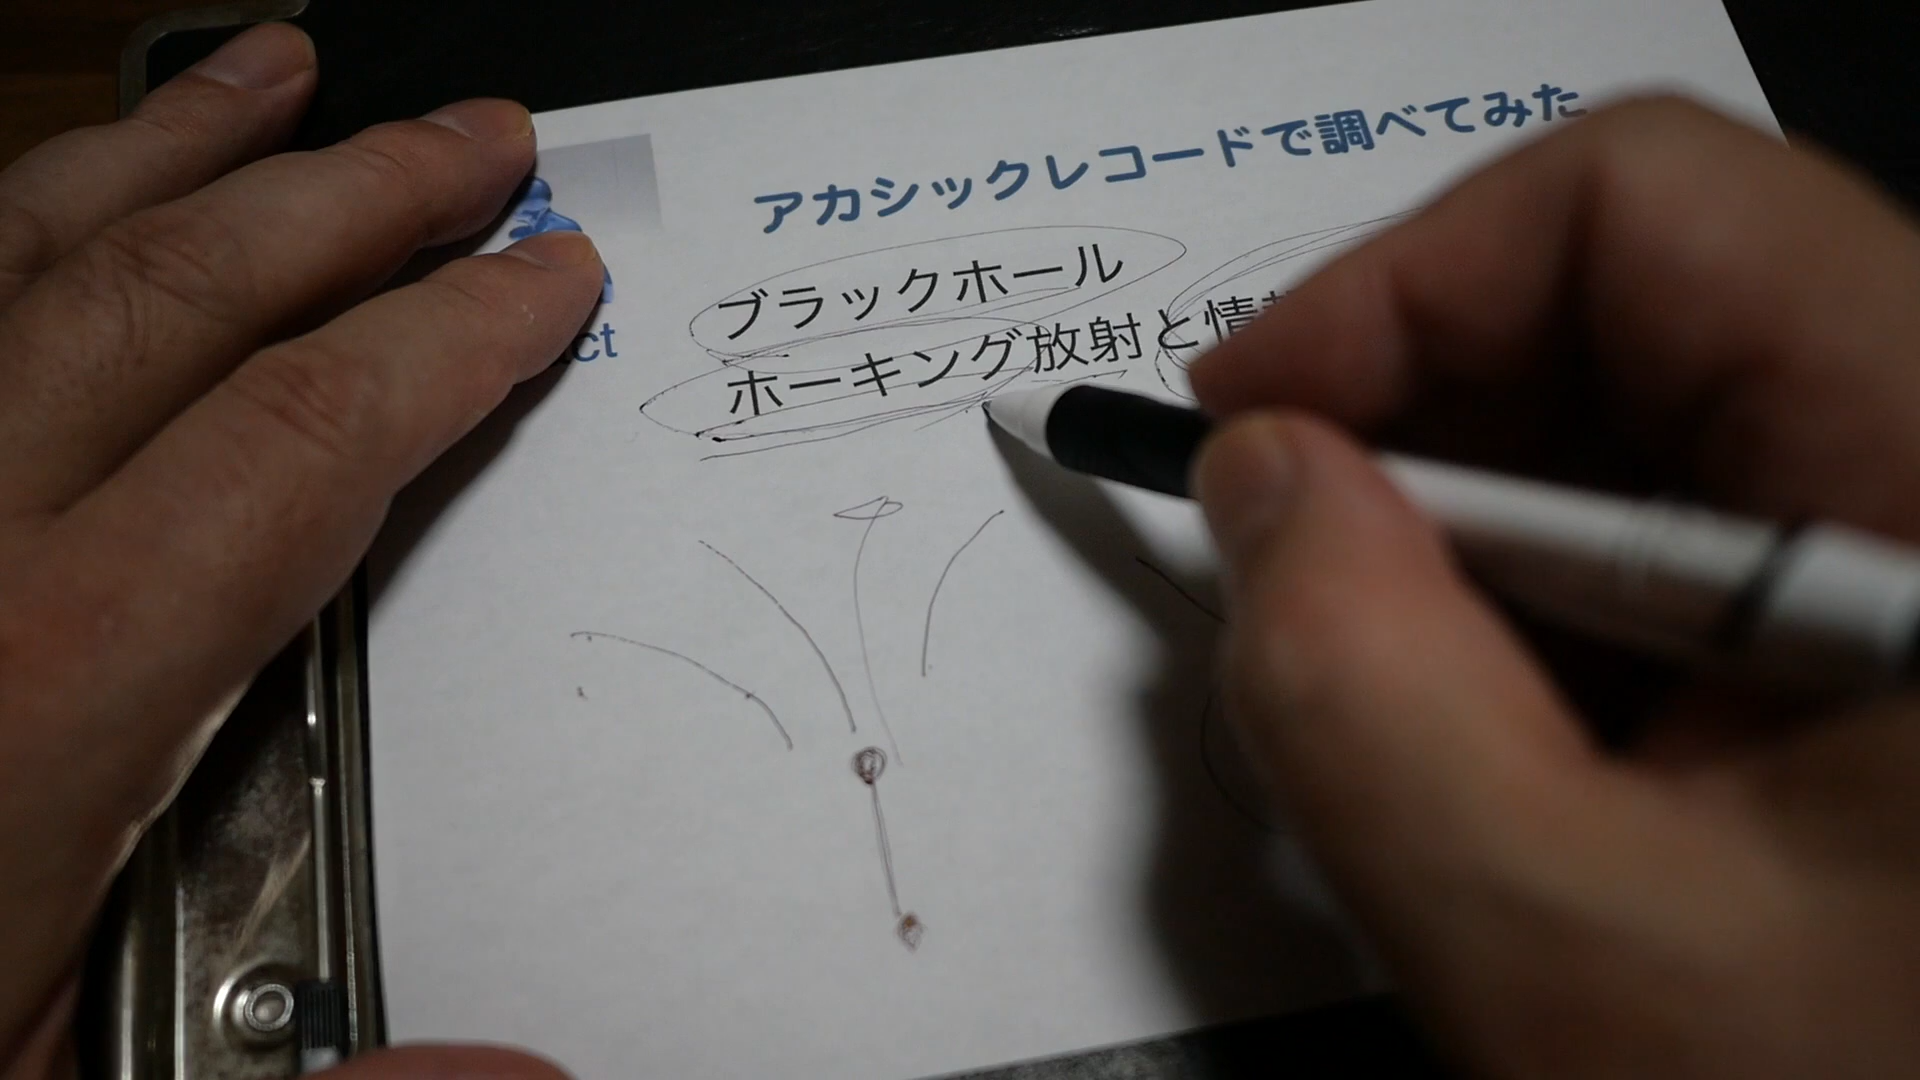 アカシックレコードで調べてみた
ブラックホール
ホーキング放射と情
ct